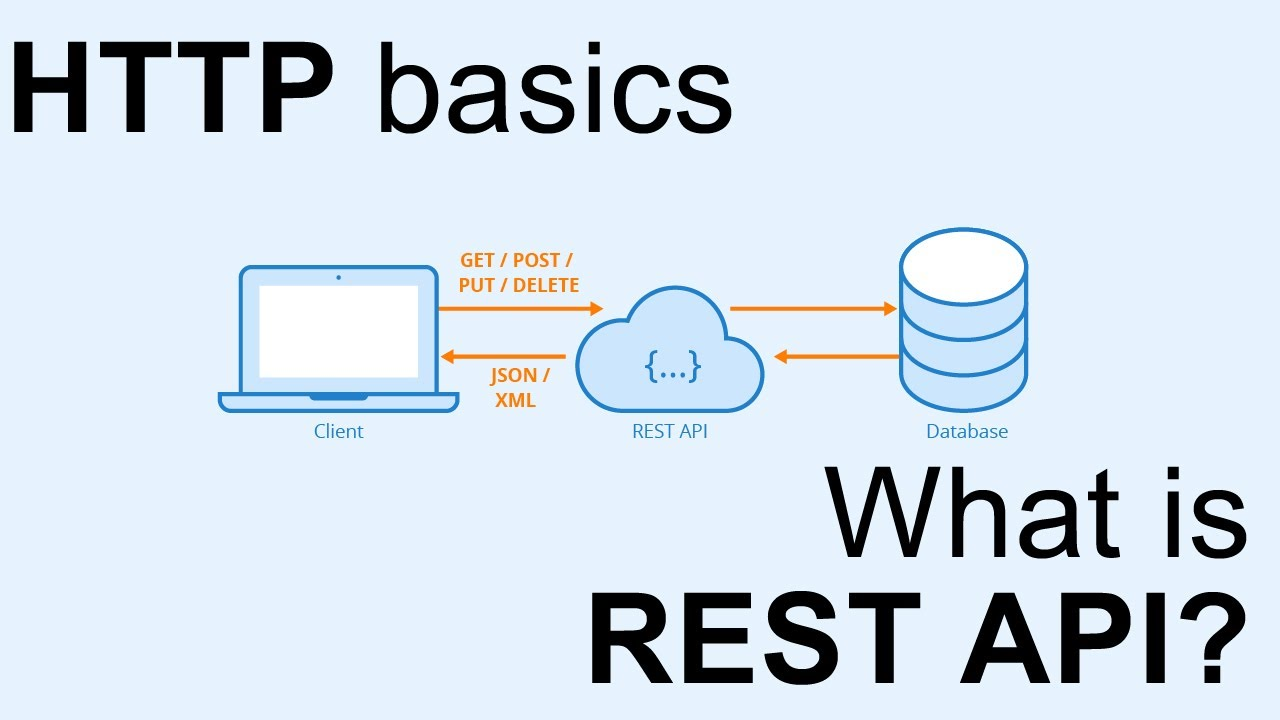 HTTP basics
GET / POST /
PUT / DELETE
{...}
JSON /
XML
Client
REST API
Database
What is
REST API?